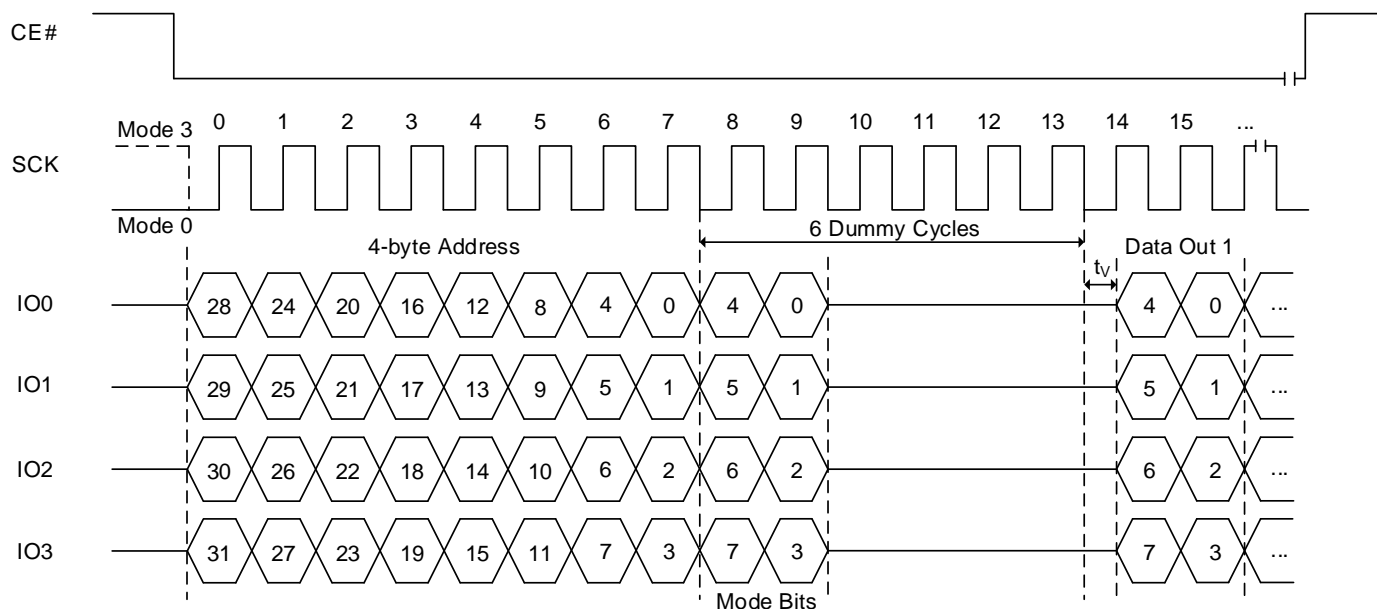 CE#
Mode 3
0 1 2 3 4 5 6 7 8 9 10 11 12 13 14 15 ...
SCK
Mode 0
4-byte Address
6 Dummy Cycles
Data Out 1
tV
IO0 28 24 20 16 12 8 4 0 4 0 4 0 ...
IO1 29 25 21 17 13 9 5 1 5 1 5 1 ...
IO2 30 26 22 18 14 10 6 2 6 2 6 2 ...
IO3 31 27 23 19 15 11 7 3 7 3 7 3 ...
Mode Bits